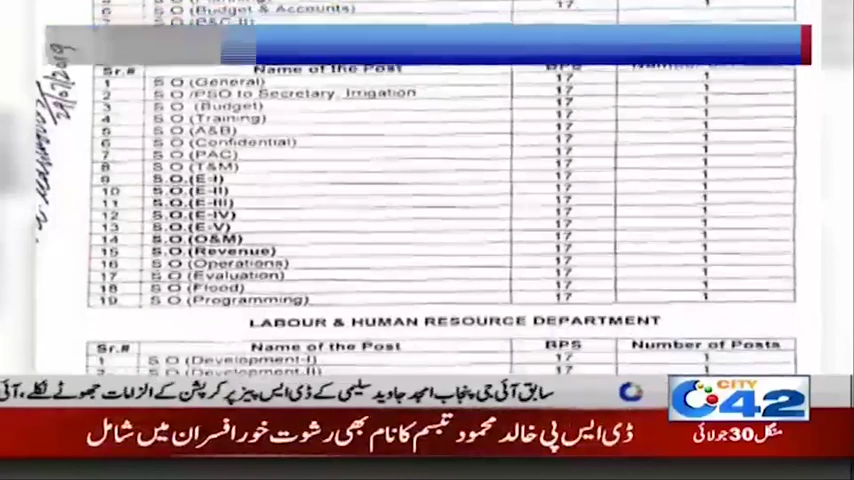 S O (Budget & Accounts) 17 1
Sr.# Name of the Post BPS Number of
1 S O (General) 17 1
2 S O /PSO to Secretary, Irrigation 17 1
3 S O (Budget) 17 1
4 S O (Training) 17 1
5 S O (A&B) 17 1
6 S O (Confidential) 17 1
7 S O (PAC) 17 1
8 S O (T&M) 17 1
9 S.O.(E-I) 17 1
10 S.O.(E-II) 17 1
11 S.O.(E-III) 17 1
12 S.O.(E-IV) 17 1
13 S.O.(E-V) 17 1
14 S.O.(O&M) 17 1
15 S.O.(Revenue) 17 1
16 S O (Operations) 17 1
17 S O (Evaluation) 17 1
18 S O (Flood) 17 1
19 S O (Programming) 17 1
LABOUR & HUMAN RESOURCE DEPARTMENT
Sr.# Name of the Post BPS Number of Posts
1 S O (Development-I) 17 1
2 S O (Development-II) 17 1
سابق آئی جی پنجاب امجد جاوید سلیمی کے ڈی ایس پیز پر کرپشن کے الزامات جھوٹے نکلے، آئی
CITY 42
ڈی ایس پی خالد محمود تبسم کا نام بھی رشوت خور افسران میں شامل
منگل 30 جولائی